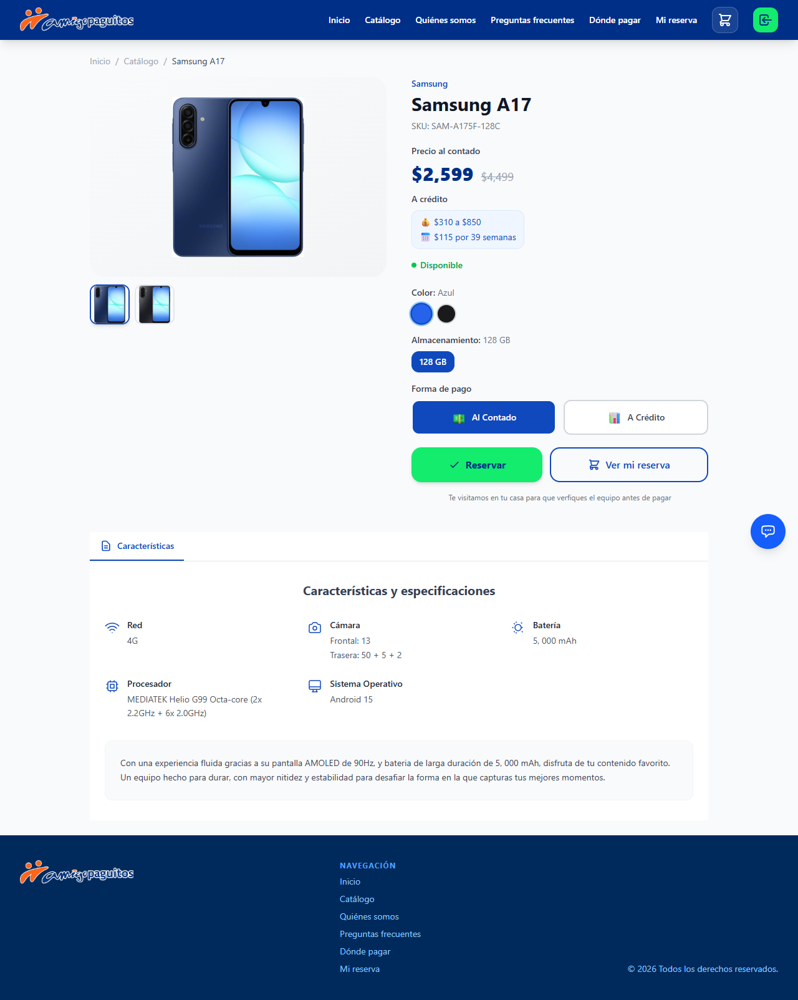 amigopaguitos
Inicio
Catálogo
Quiénes somos
Preguntas frecuentes
Dónde pagar
Mi reserva
Inicio / Catálogo / Samsung A17
Samsung
Samsung A17
SKU: SAM-A175F-128C
Precio al contado
$2,599 $4,499
A crédito
$310 a $850
$115 por 39 semanas
Disponible
Color: Azul
Almacenamiento: 128 GB
128 GB
Forma de pago
Al Contado
A Crédito
Reservar
Ver mi reserva
Te visitamos en tu casa para que verfiques el equipo antes de pagar
SAMSUNG
Características
Características y especificaciones
Red
4G
Cámara
Frontal: 13
Trasera: 50 + 5 + 2
Batería
5, 000 mAh
Procesador
MEDIATEK Helio G99 Octa-core (2x
2.2GHz + 6x 2.0GHz)
Sistema Operativo
Android 15
Con una experiencia fluida gracias a su pantalla AMOLED de 90Hz, y bateria de larga duración de 5, 000 mAh, disfruta de tu contenido favorito.
Un equipo hecho para durar, con mayor nitidez y estabilidad para desafiar la forma en la que capturas tus mejores momentos.
amigopaguitos
NAVEGACIÓN
Inicio
Catálogo
Quiénes somos
Preguntas frecuentes
Dónde pagar
Mi reserva
© 2026 Todos los derechos reservados.